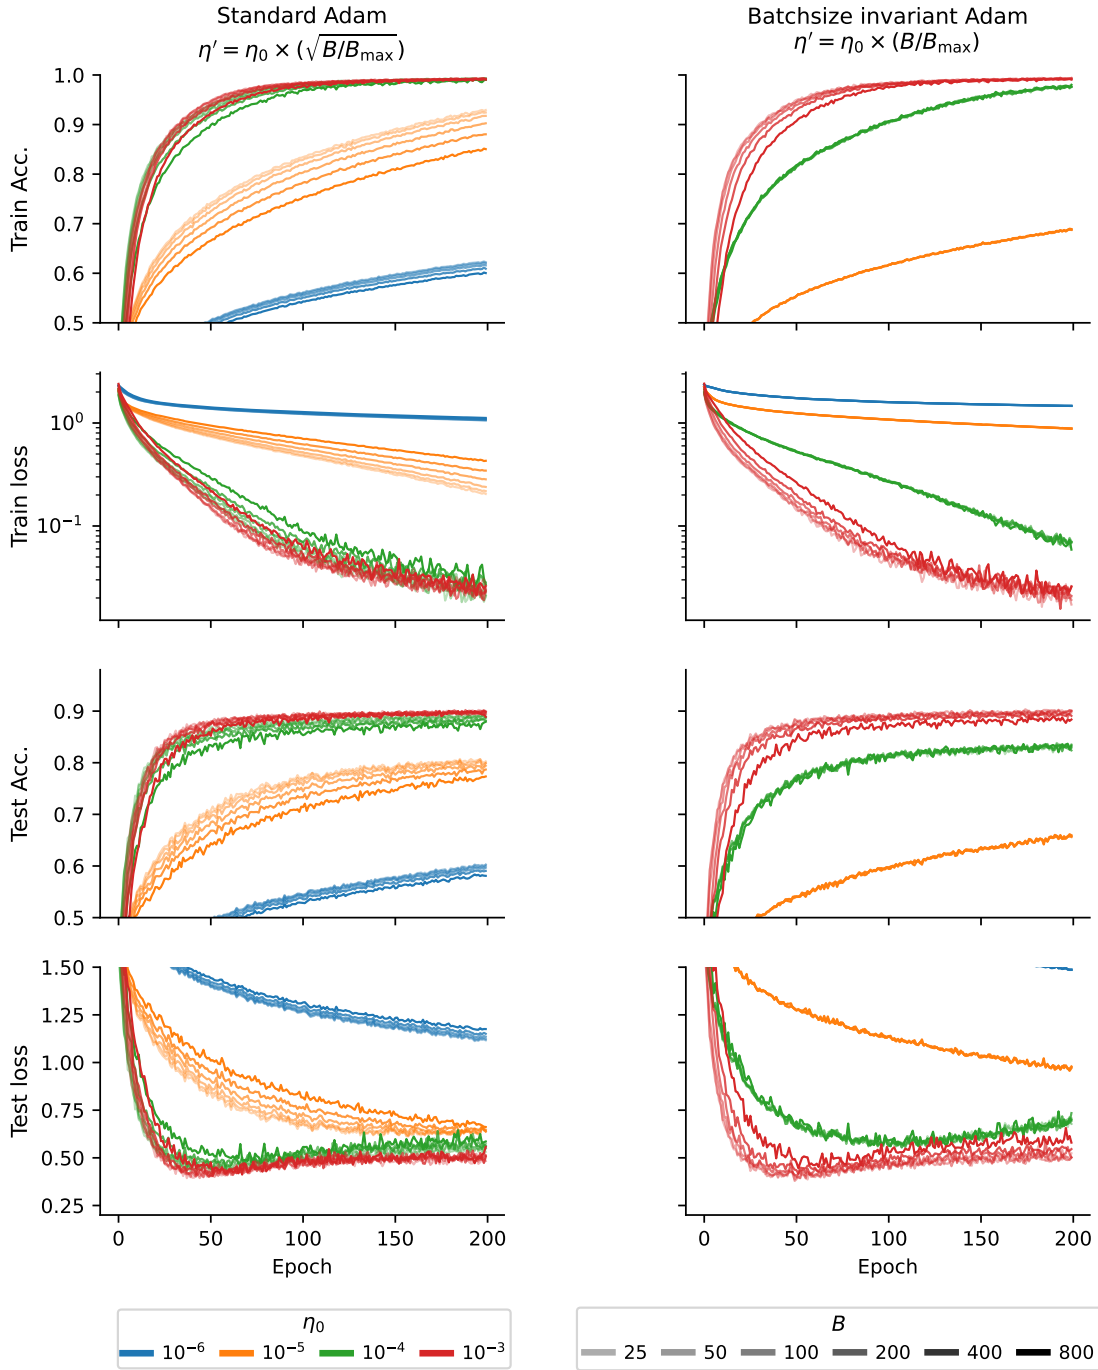 Standard Adam
η′ = η₀ × (√B/Bmax)
Batchsize invariant Adam
η′ = η₀ × (B/Bmax)
Train Acc.
1.0
0.9
0.8
0.7
0.6
0.5
Train loss
10⁰
10⁻¹
Test Acc.
0.9
0.8
0.7
0.6
0.5
Test loss
1.50
1.25
1.00
0.75
0.50
0.25
0 50 100 150 200
Epoch
0 50 100 150 200
Epoch
η₀
10⁻⁶ 10⁻⁵ 10⁻⁴ 10⁻³
B
25 50 100 200 400 800